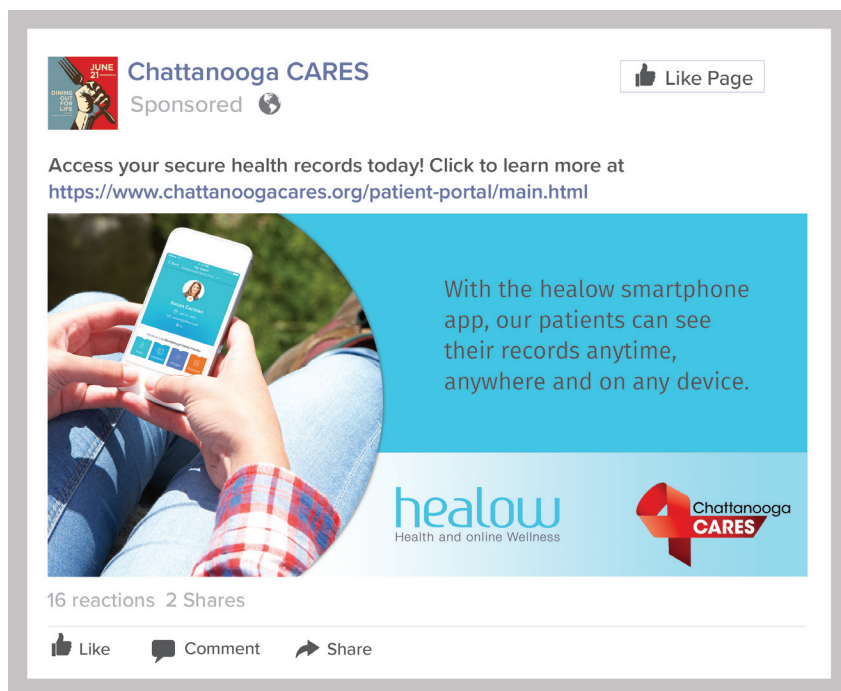 JUNE
21
DINING
OUT
FOR
LIFE
Chattanooga CARES
Sponsored
Like Page
Access your secure health records today! Click to learn more at
https://www.chattanoogacares.org/patient-portal/main.html
Susan Carman
With the healow smartphone
app, our patients can see
their records anytime,
anywhere and on any device.
healow
Health and online Wellness
Chattanooga
CARES
16 reactions 2 Shares
Like Comment Share